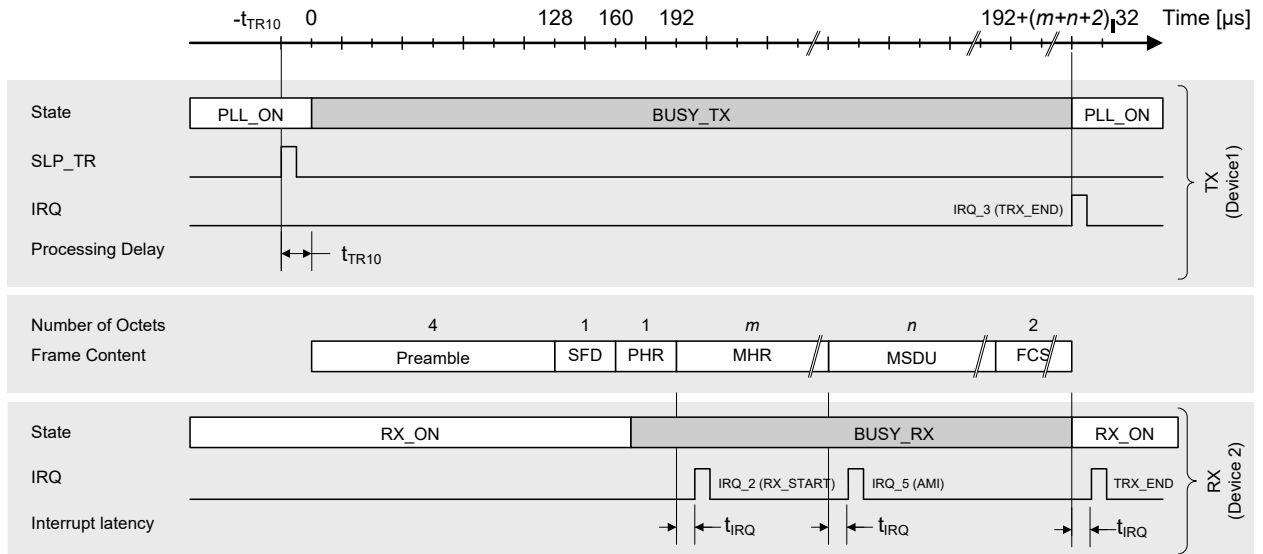 -tTR10 0 128 160 192 192+(m+n+2) 32 Time [µs]
State
PLL_ON BUSY_TX PLL_ON
SLP_TR
IRQ
IRQ_3 (TRX_END)
Processing Delay
tTR10
TX
(Device1)
Number of Octets
4 1 1 m n 2
Frame Content
Preamble SFD PHR MHR MSDU FCS
State
RX_ON BUSY_RX RX_ON
IRQ
IRQ_2 (RX_START) IRQ_5 (AMI) TRX_END
Interrupt latency
tIRQ tIRQ tIRQ
RX
(Device 2)